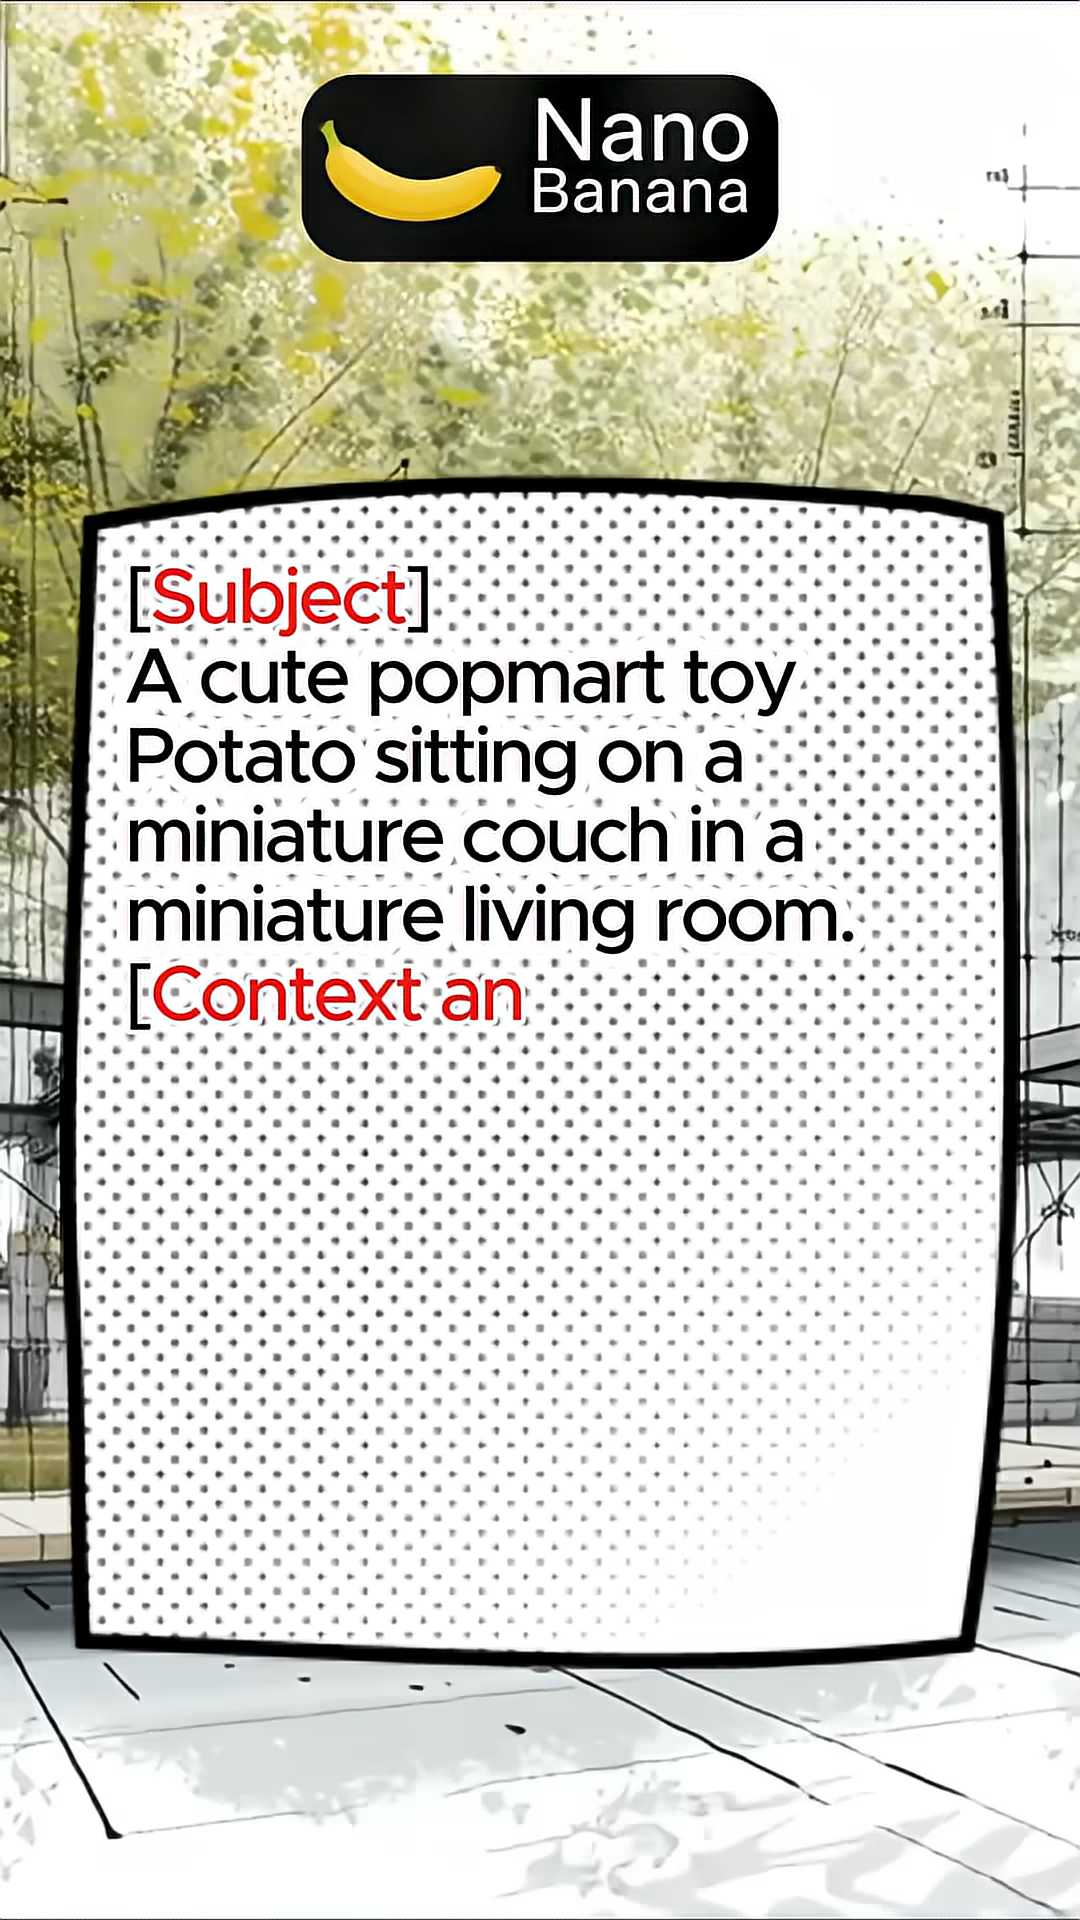 Nano
Banana
[Subject]
A cute popmart toy
Potato sitting on a
miniature couch in a
miniature living room.
[Context an